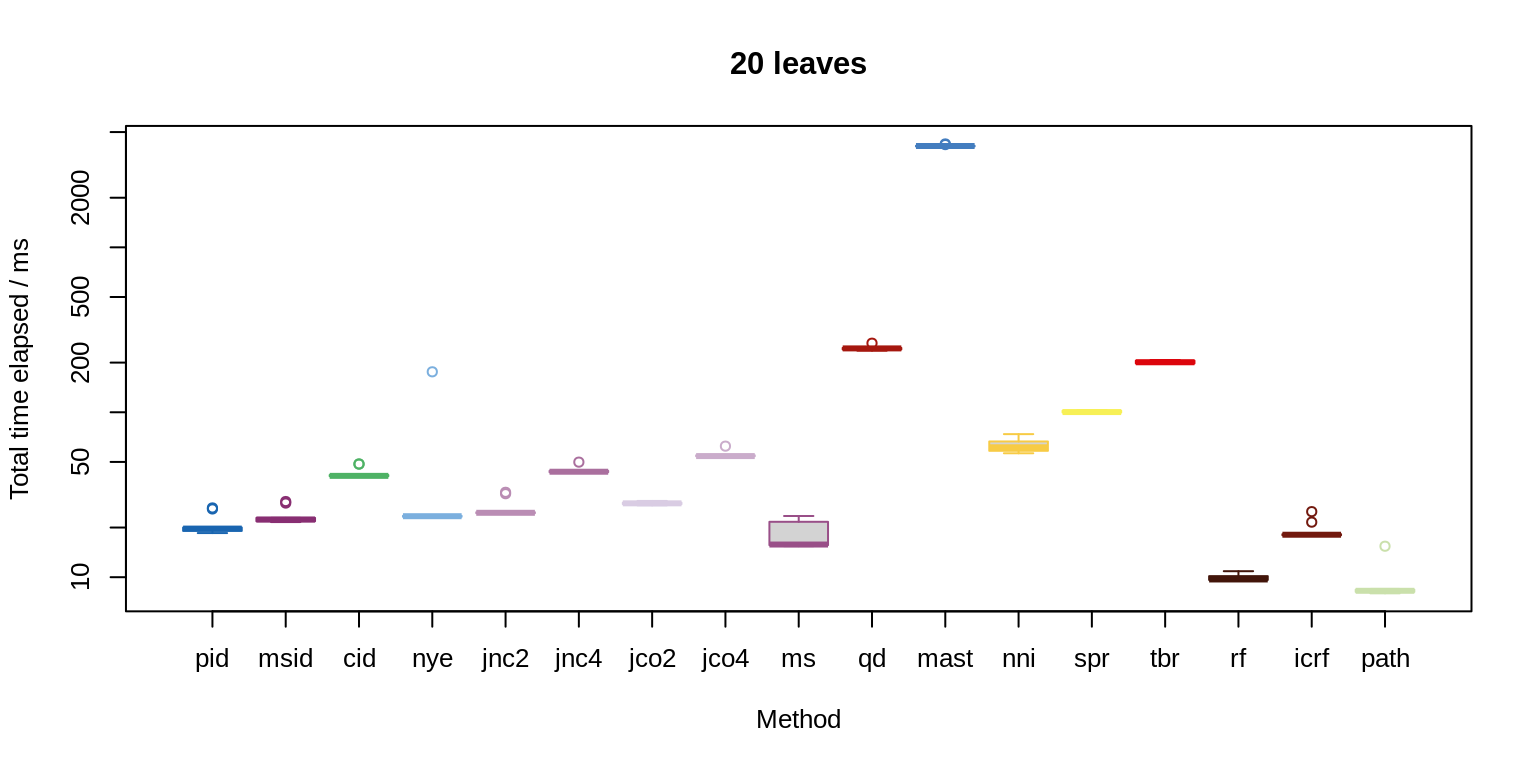 20 leaves
Total time elapsed / ms
2000
500
200
50
10
pid msid cid nye jnc2 jnc4 jco2 jco4 ms qd mast nni spr tbr rf icrf path
Method